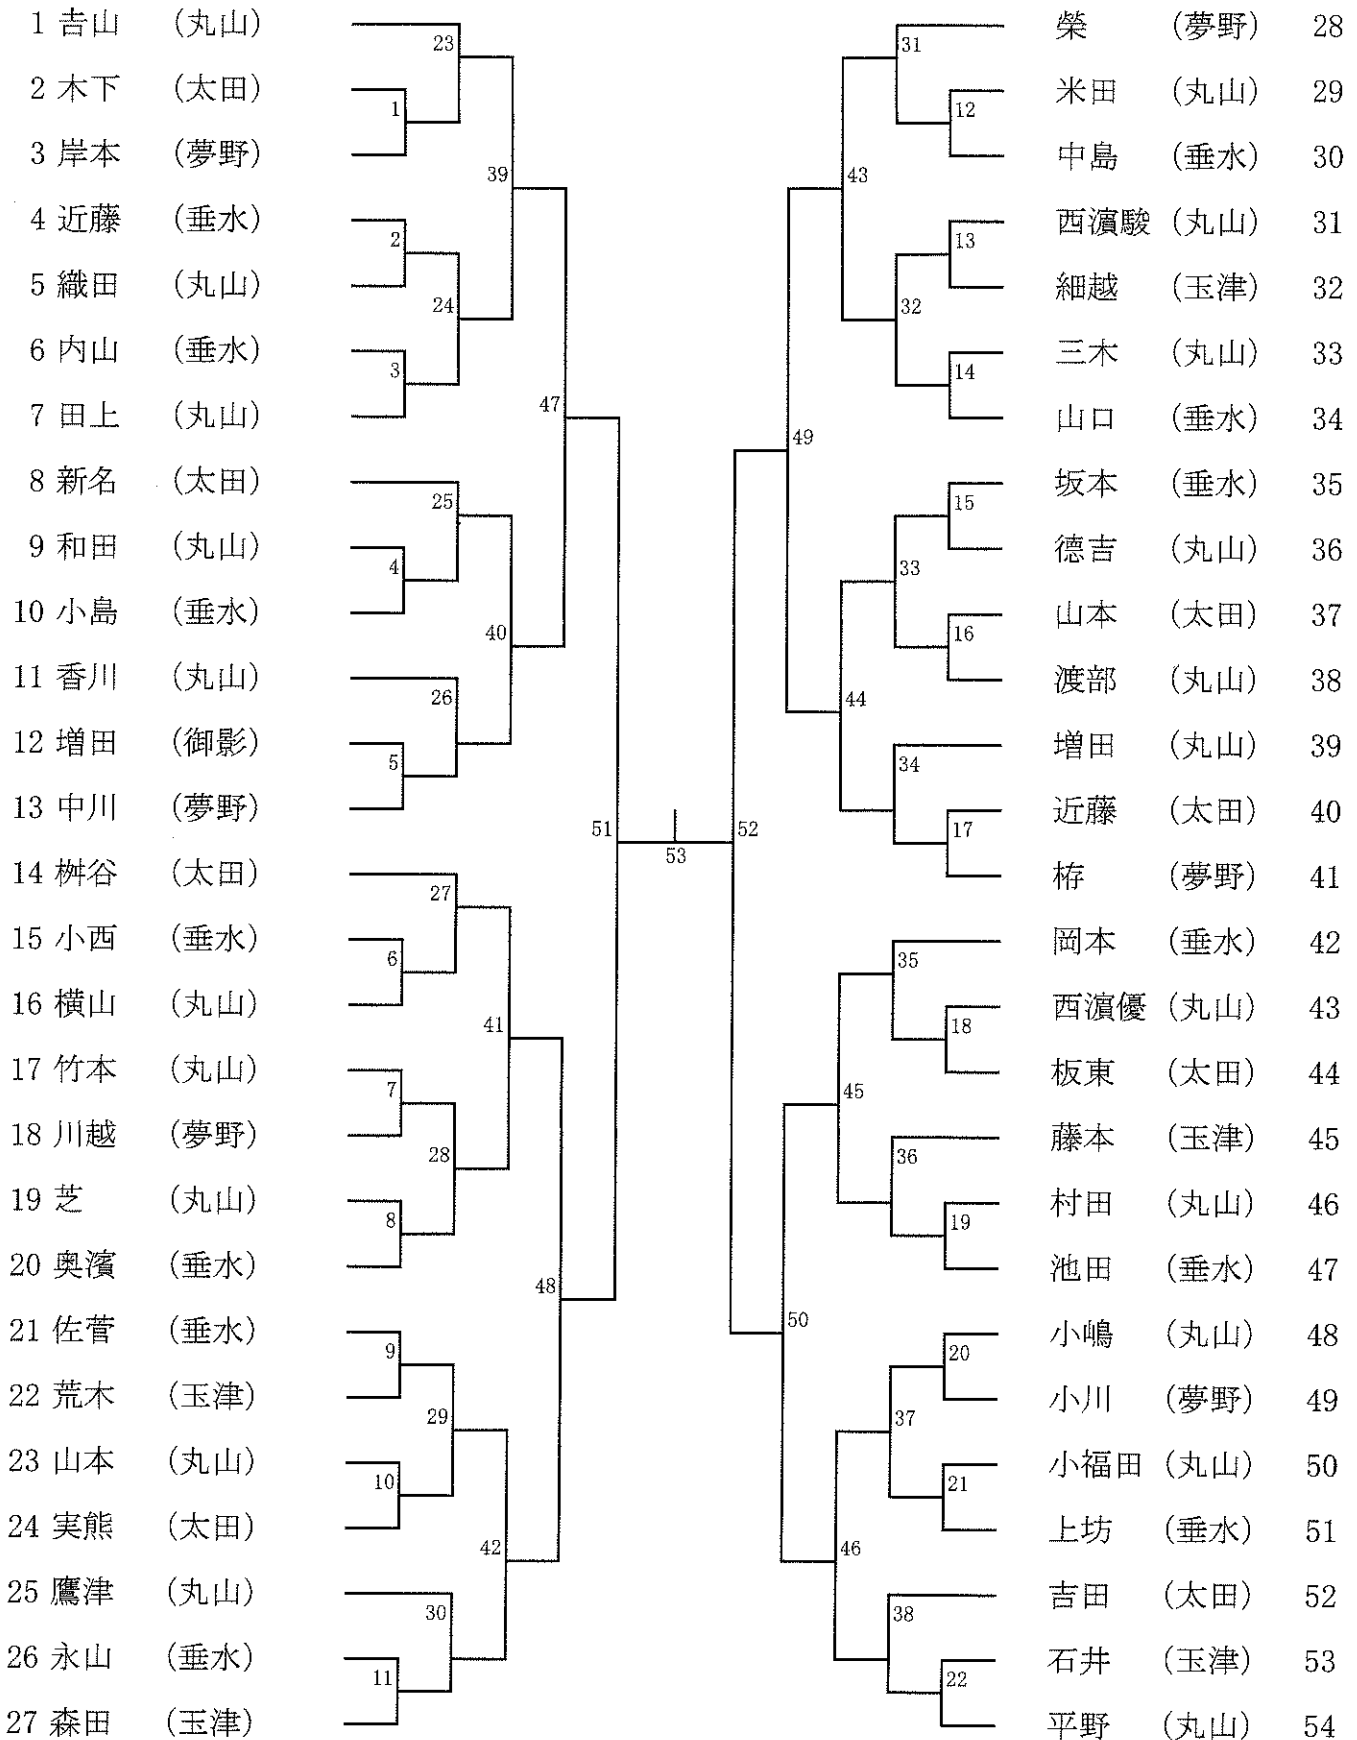 1 吉山 (丸山)
2 木下 (太田)
3 岸本 (夢野)
4 近藤 (垂水)
5 織田 (丸山)
6 内山 (垂水)
7 田上 (丸山)
8 新名 (太田)
9 和田 (丸山)
10 小島 (垂水)
11 香川 (丸山)
12 増田 (御影)
13 中川 (夢野)
14 桝谷 (太田)
15 小西 (垂水)
16 横山 (丸山)
17 竹本 (丸山)
18 川越 (夢野)
19 芝 (丸山)
20 奥濱 (垂水)
21 佐菅 (垂水)
22 荒木 (玉津)
23 山本 (丸山)
24 実熊 (太田)
25 鷹津 (丸山)
26 永山 (垂水)
27 森田 (玉津)
23
1
39
2
24
3
47
25
4
40
26
5
51
27
6
41
7
28
8
48
9
29
10
42
30
11
53
31
12
43
13
32
14
49
15
33
16
44
34
17
52
35
18
45
36
19
50
20
37
21
46
38
22
榮 (夢野) 28
米田 (丸山) 29
中島 (垂水) 30
西濵駿 (丸山) 31
細越 (玉津) 32
三木 (丸山) 33
山口 (垂水) 34
坂本 (垂水) 35
徳吉 (丸山) 36
山本 (太田) 37
渡部 (丸山) 38
増田 (丸山) 39
近藤 (太田) 40
栫 (夢野) 41
岡本 (垂水) 42
西濵優 (丸山) 43
板東 (太田) 44
藤本 (玉津) 45
村田 (丸山) 46
池田 (垂水) 47
小嶋 (丸山) 48
小川 (夢野) 49
小福田 (丸山) 50
上坊 (垂水) 51
吉田 (太田) 52
石井 (玉津) 53
平野 (丸山) 54